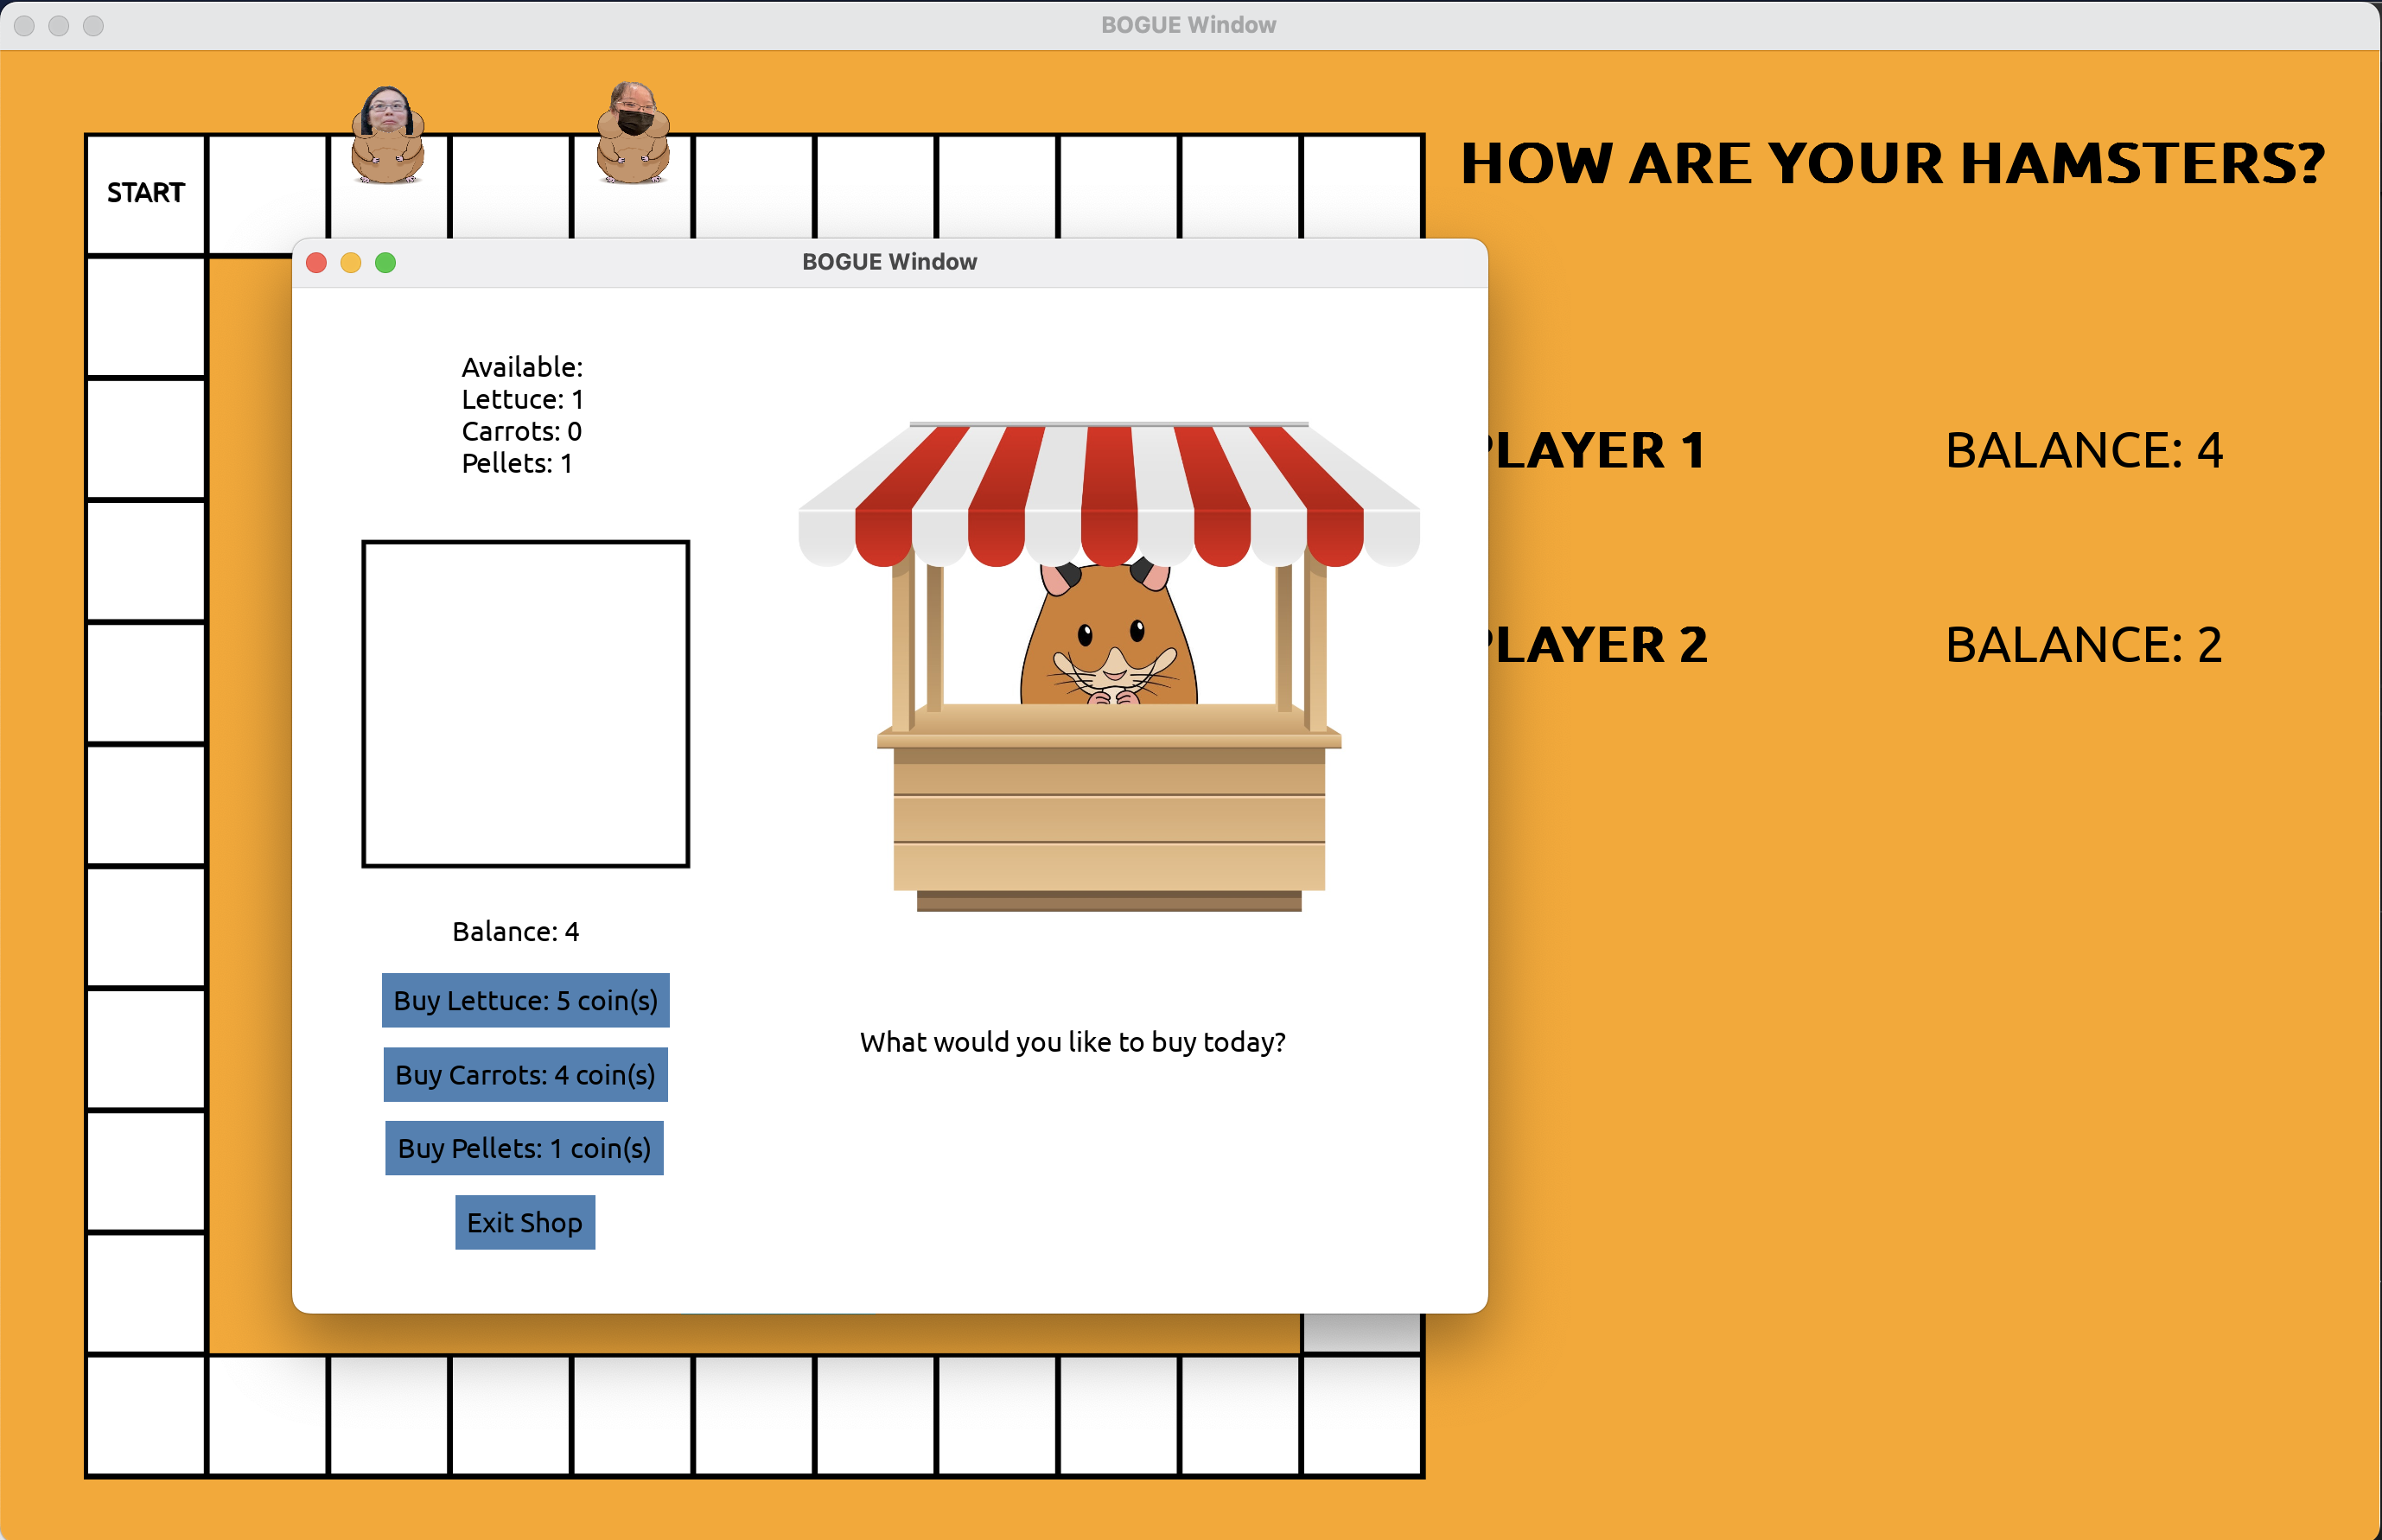 BOGUE Window
START
HOW ARE YOUR HAMSTERS?
BOGUE Window
Available:
Lettuce: 1
Carrots: 0
Pellets: 1
PLAYER 1
BALANCE: 4
PLAYER 2
BALANCE: 2
Balance: 4
Buy Lettuce: 5 coin(s)
Buy Carrots: 4 coin(s)
Buy Pellets: 1 coin(s)
Exit Shop
What would you like to buy today?